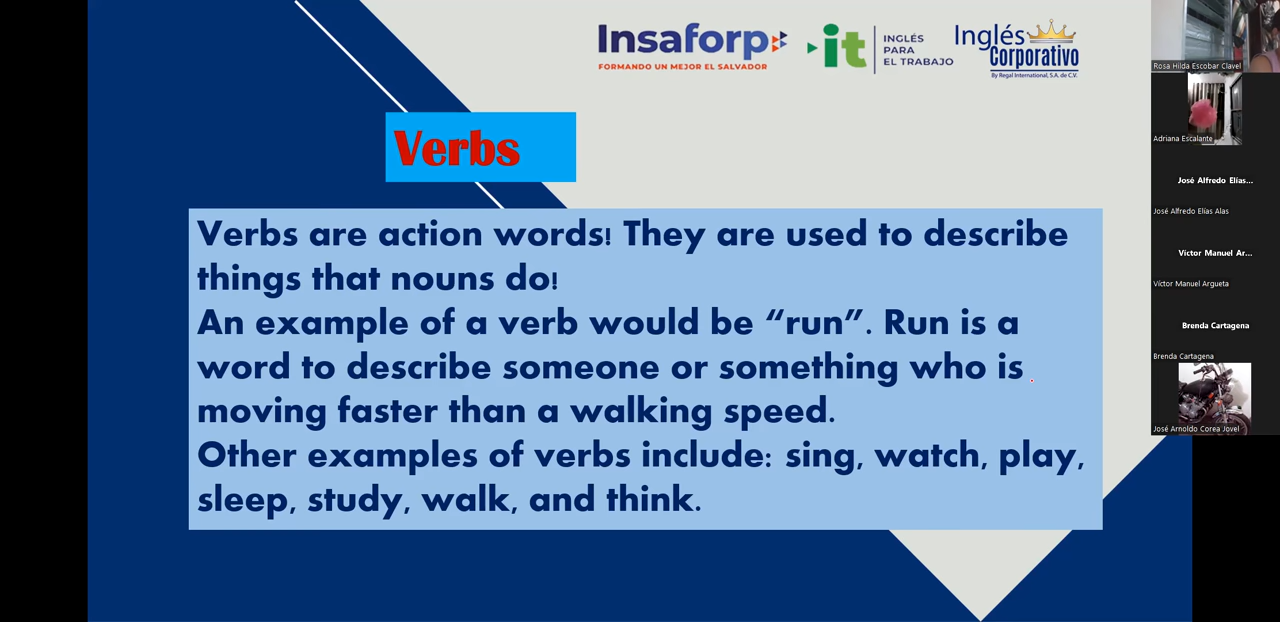 Insaforp
FORMANDO UN MEJOR EL SALVADOR
it
INGLÉS
PARA
EL TRABAJO
Inglés
Corporativo
By Regal International, S.A. de C.V.
Verbs
Verbs are action words! They are used to describe
things that nouns do!
An example of a verb would be “run”. Run is a
word to describe someone or something who is
moving faster than a walking speed.
Other examples of verbs include: sing, watch, play,
sleep, study, walk, and think.
Rosa Hilda Escobar Clavel
Adriana Escalante
José Alfredo Elías...
José Alfredo Elías Alas
Víctor Manuel Ar...
Víctor Manuel Argueta
Brenda Cartagena
Brenda Cartagena
José Arnoldo Corea Jovel